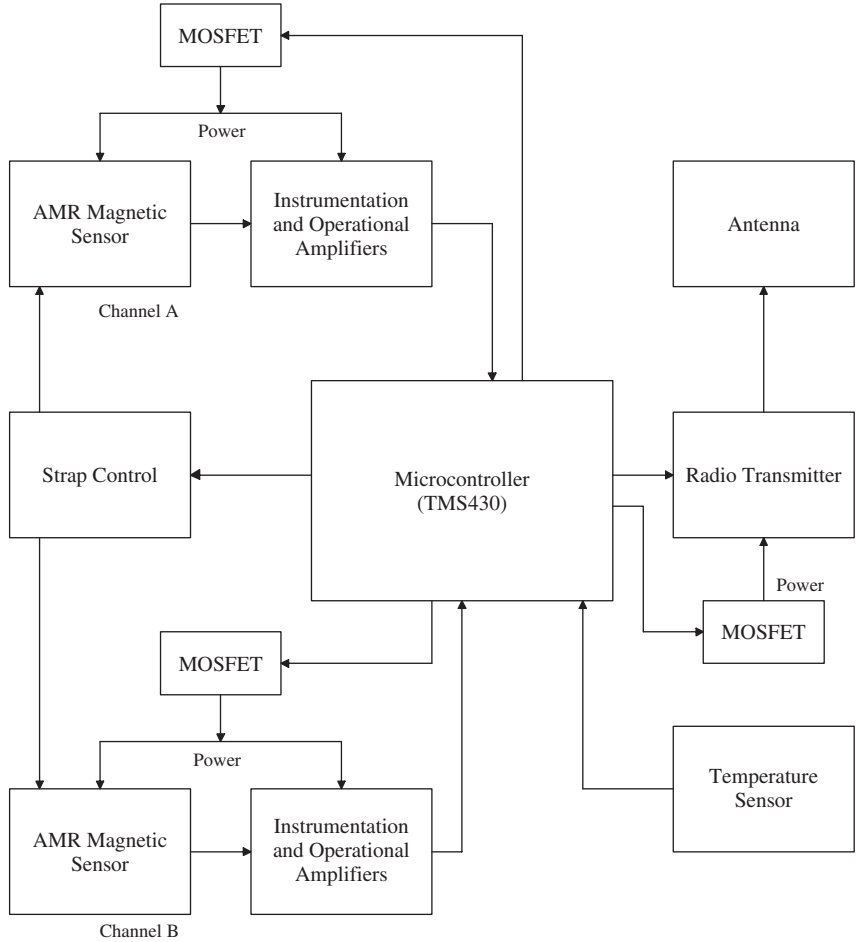 MOSFET
Power
AMR Magnetic
Sensor
Instrumentation
and Operational
Amplifiers
Antenna
Channel A
Strap Control
Microcontroller
(TMS430)
Radio Transmitter
Power
MOSFET
MOSFET
Power
Temperature
Sensor
AMR Magnetic
Sensor
Instrumentation
and Operational
Amplifiers
Channel B